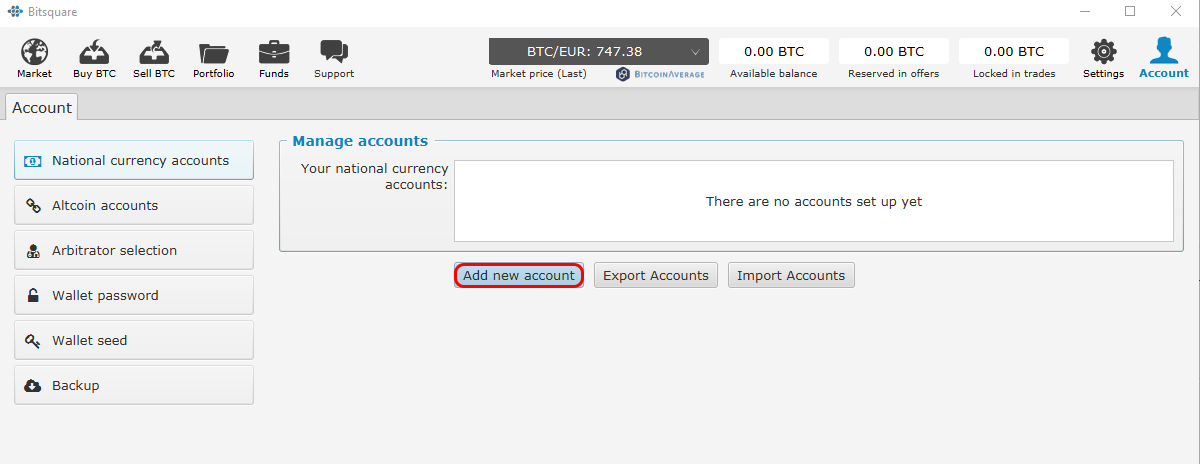 Bitsquare
Market
Buy BTC
Sell BTC
Portfolio
Funds
Support
BTC/EUR: 747.38
Market price (Last)
BITCOINAVERAGE
0.00 BTC
Available balance
0.00 BTC
Reserved in offers
0.00 BTC
Locked in trades
Settings
Account
Account
National currency accounts
Altcoin accounts
Arbitrator selection
Wallet password
Wallet seed
Backup
Manage accounts
Your national currency
accounts:
There are no accounts set up yet
Add new account
Export Accounts
Import Accounts